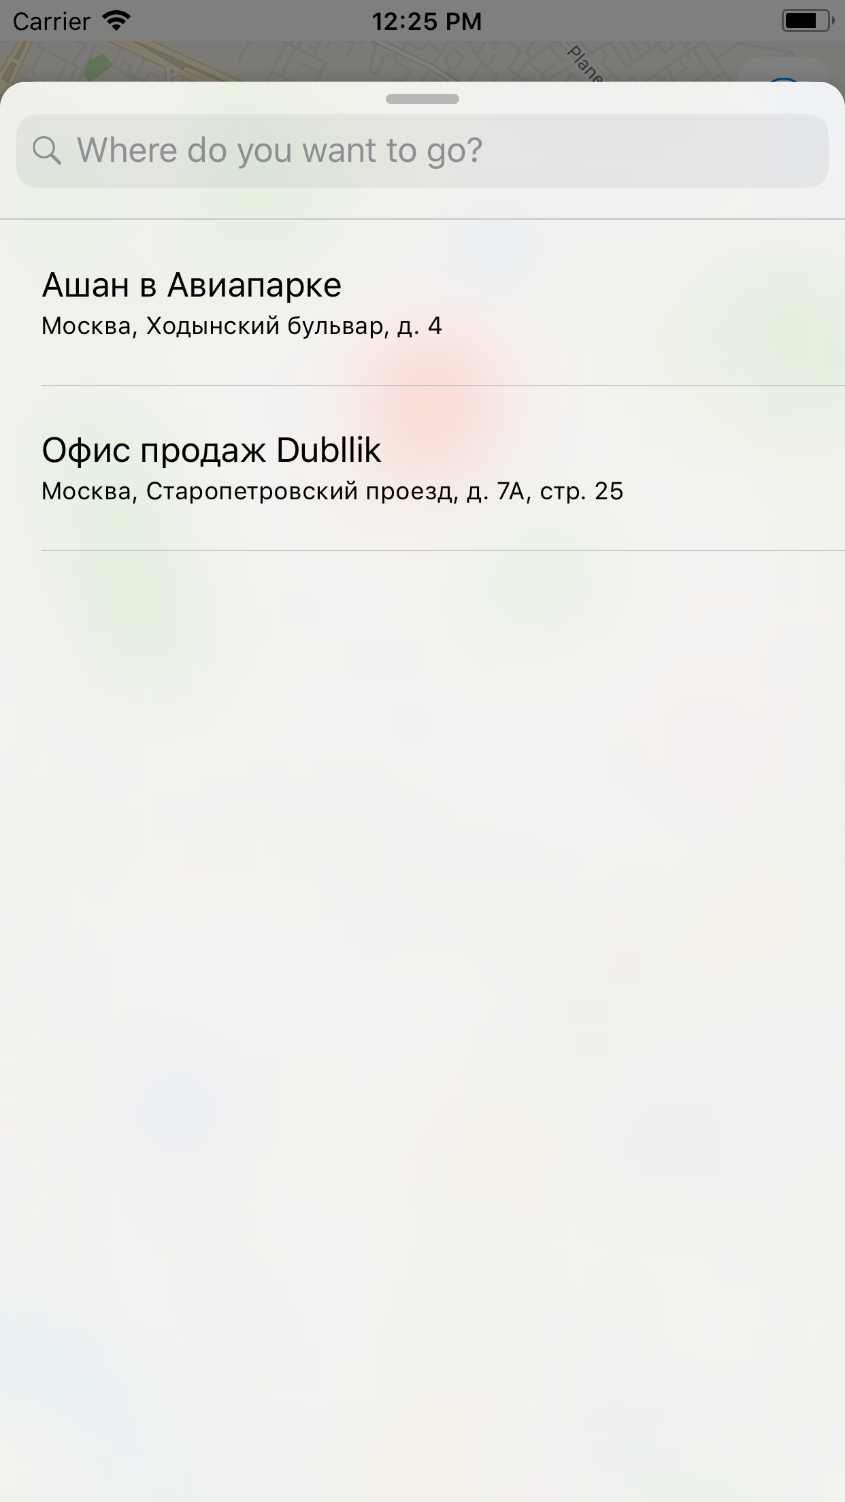 Carrier 12:25 PM
Where do you want to go?
Ашан в Авиапарке
Москва, Ходынский бульвар, д. 4
Офис продаж Dubllik
Москва, Старопетровский проезд, д. 7А, стр. 25